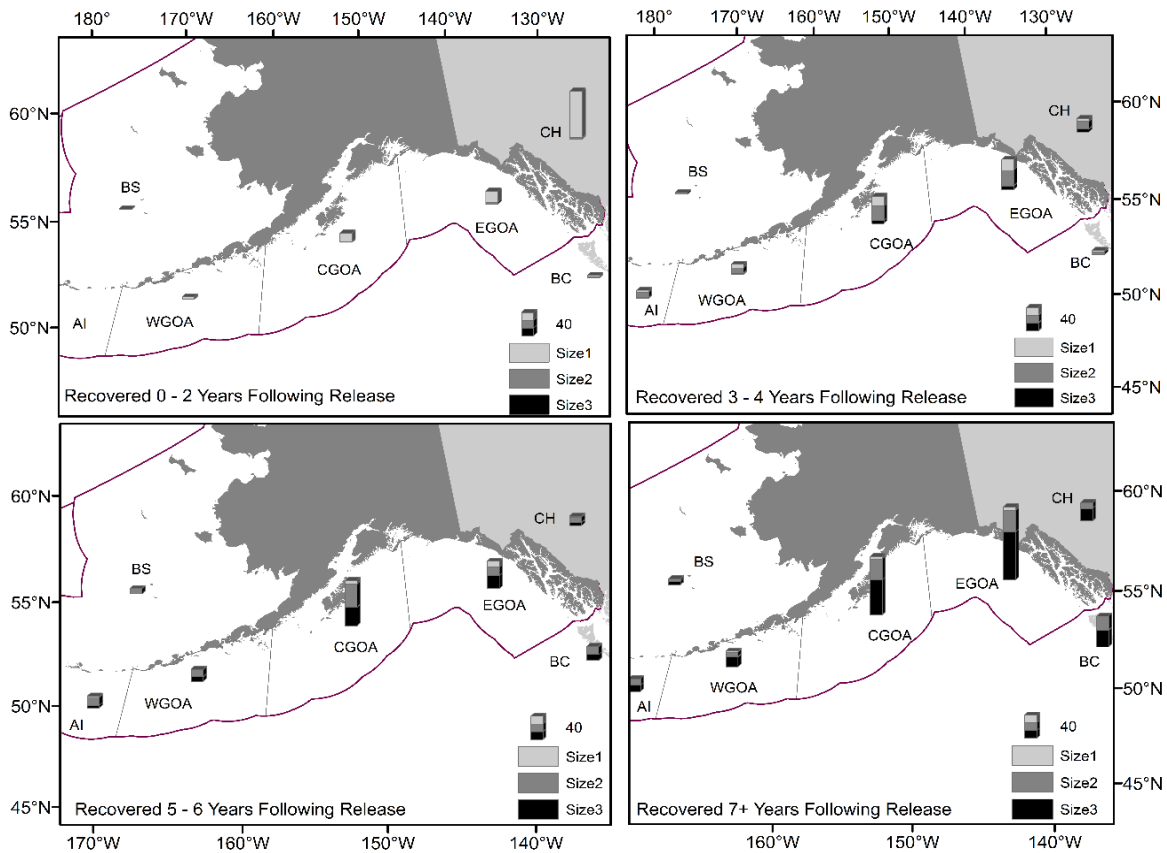 180° 170°W 160°W 150°W 140°W 130°W
60°N
55°N
50°N
BS
CH
EGOA
CGOA
BC
AI
WGOA
40
Size1
Size2
Size3
Recovered 0 - 2 Years Following Release
180° 170°W 160°W 150°W 140°W 130°W
60°N
55°N
50°N
45°N
CH
BS
EGOA
CGOA
BC
WGOA
AI
40
Size1
Size2
Size3
Recovered 3 - 4 Years Following Release
60°N
55°N
50°N
45°N
CH
BS
EGOA
CGOA
BC
WGOA
AI
40
Size1
Size2
Size3
Recovered 5 - 6 Years Following Release
170°W 160°W 150°W 140°W
60°N
55°N
50°N
45°N
CH
BS
EGOA
CGOA
BC
WGOA
AI
40
Size1
Size2
Size3
Recovered 7+ Years Following Release
160°W 150°W 140°W